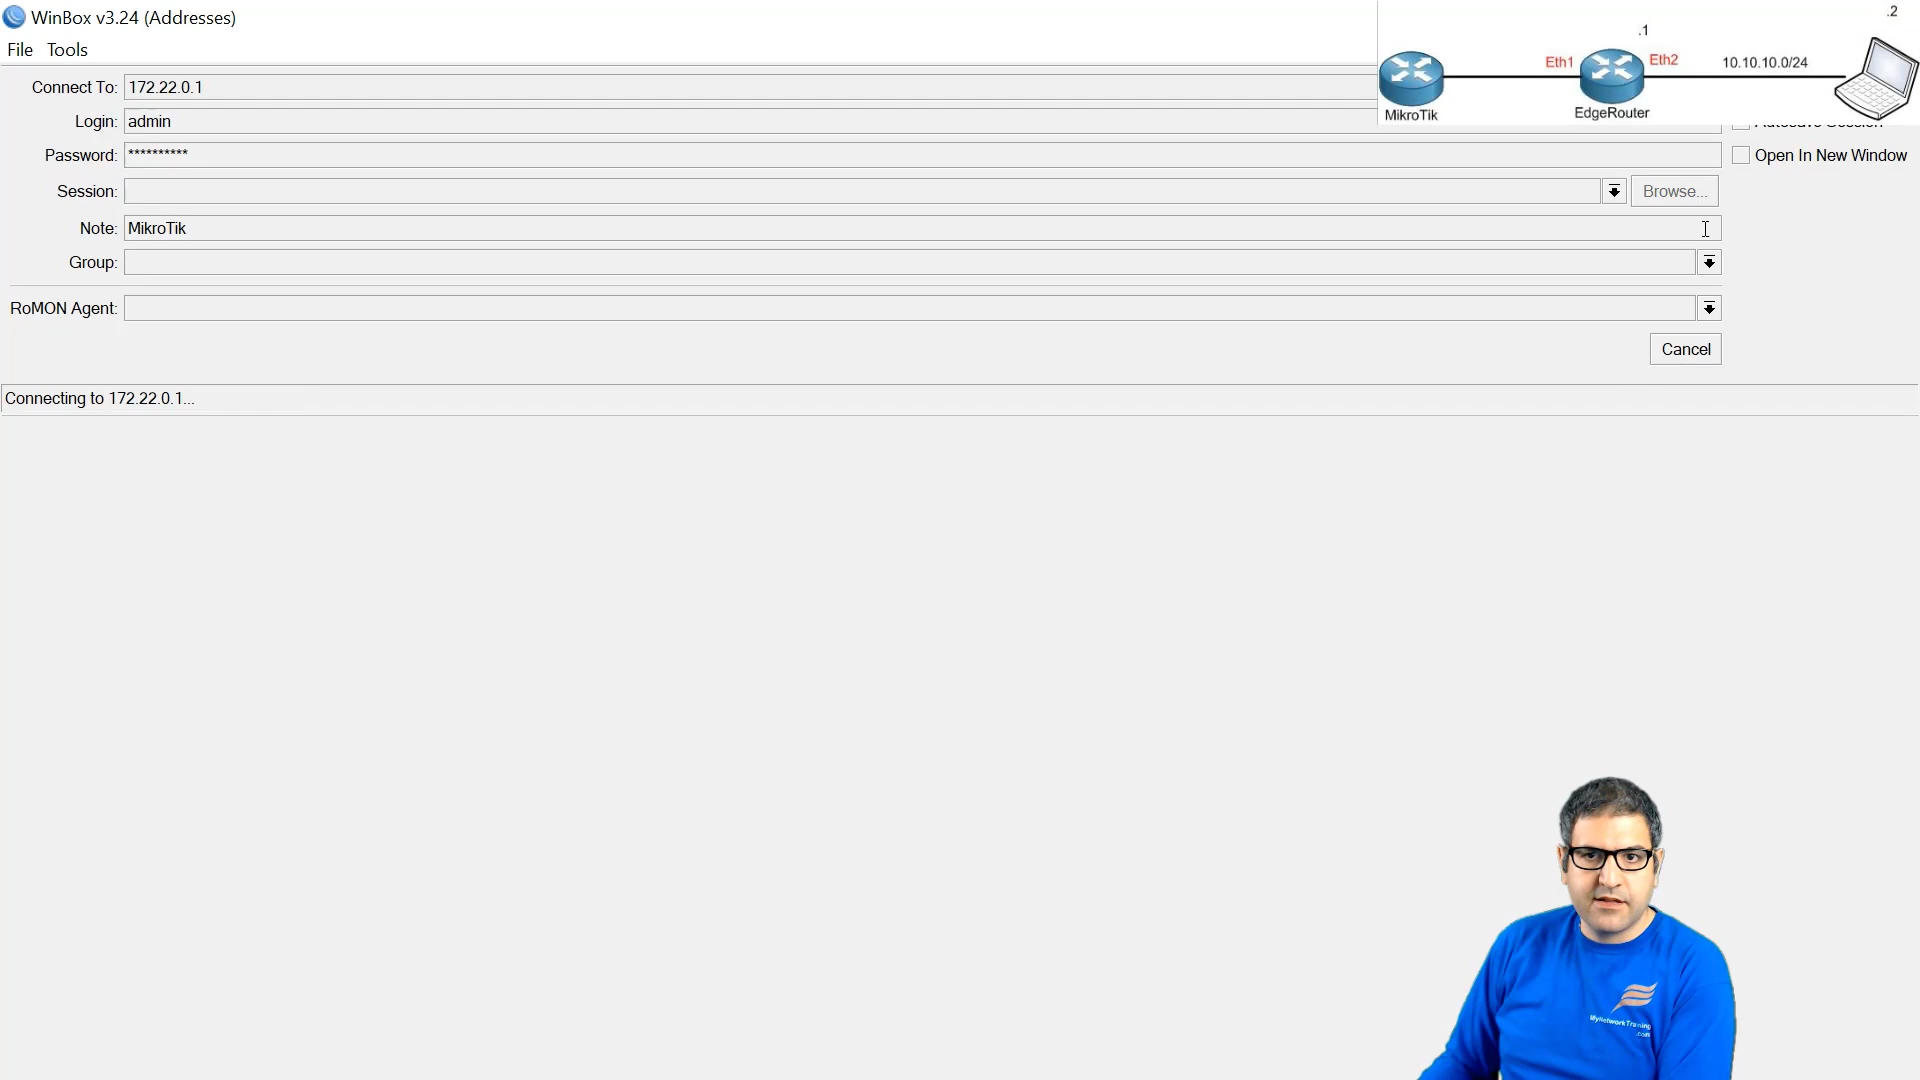 WinBox v3.24 (Addresses)
File Tools
Connect To: 172.22.0.1
Login: admin
Password: **********
Open In New Window
Session:
Browse...
Note: MikroTik
Group:
RoMON Agent:
Cancel
Connecting to 172.22.0.1...
.2
.1
Eth1
Eth2
10.10.10.0/24
MikroTik
EdgeRouter
MyNetworkTraining
.com